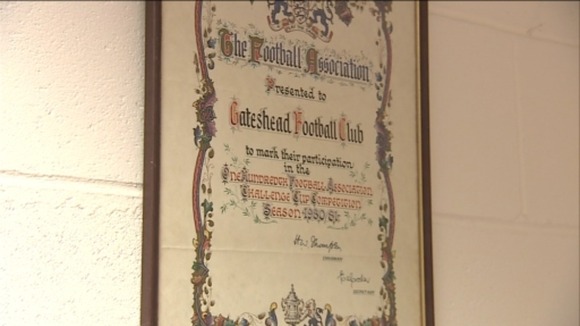 The Football Association
Presented to
Gateshead Football Club
to mark their participation
in the
One Hundredth Football Association
Challenge Cup Competition
Season 1980/81